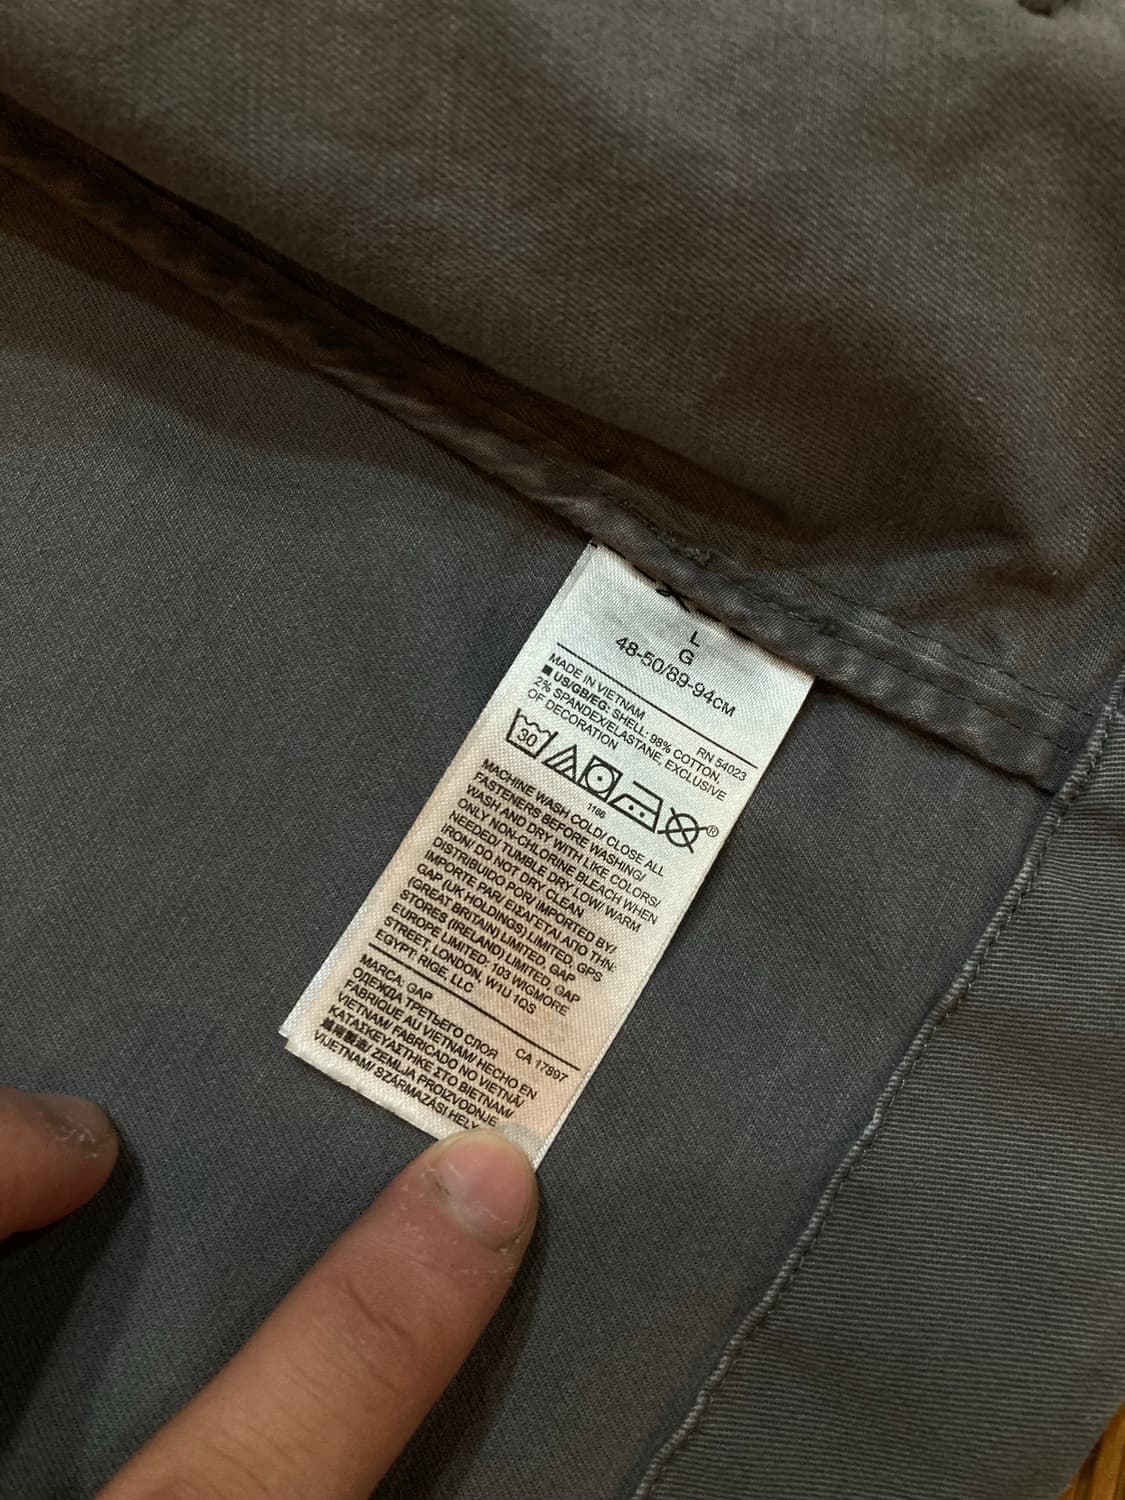 L
G
48-50/89-94CM
MADE IN VIETNAM RN 54023
US/GB/EG: SHELL: 98% COTTON,
2% SPANDEX/ELASTANE, EXCLUSIVE
OF DECORATION
30
1166
®
MACHINE WASH COLD/ CLOSE ALL
FASTENERS BEFORE WASHING/
WASH AND DRY WITH LIKE COLORS/
ONLY NON-CHLORINE BLEACH WHEN
NEEDED/ TUMBLE DRY LOW/ WARM
IRON/ DO NOT DRY CLEAN
DISTRIBUIDO POR/ IMPORTED BY/
IMPORTE PAR/ ΕΙΣΑΓΕΤΑΙ ΑΠΟ ΤΗΝ:
GAP (UK HOLDINGS) LIMITED, GPS
(GREAT BRITAIN) LIMITED, GAP
STORES (IRELAND) LIMITED, GAP
EUROPE LIMITED: 103 WIGMORE
STREET, LONDON, W1U 1QS
EGYPT: RIGE, LLC
MARCA: GAP CA 17897
ОДЕЖДА ТРЕТЬЕГО СЛОЯ
FABRIQUE AU VIETNAM/ HECHO EN
VIETNAM/ FABRICADO NO VIETNÃ/
ΚΑΤΑΣΚΕΥΑΣΤΗΚΕ ΣΤΟ ΒΙΕΤΝΑΜ/
越南製造/ ZEMLJA PROIZVODNJE
VIJETNAM/ SZÁRMAZÁSI HELY